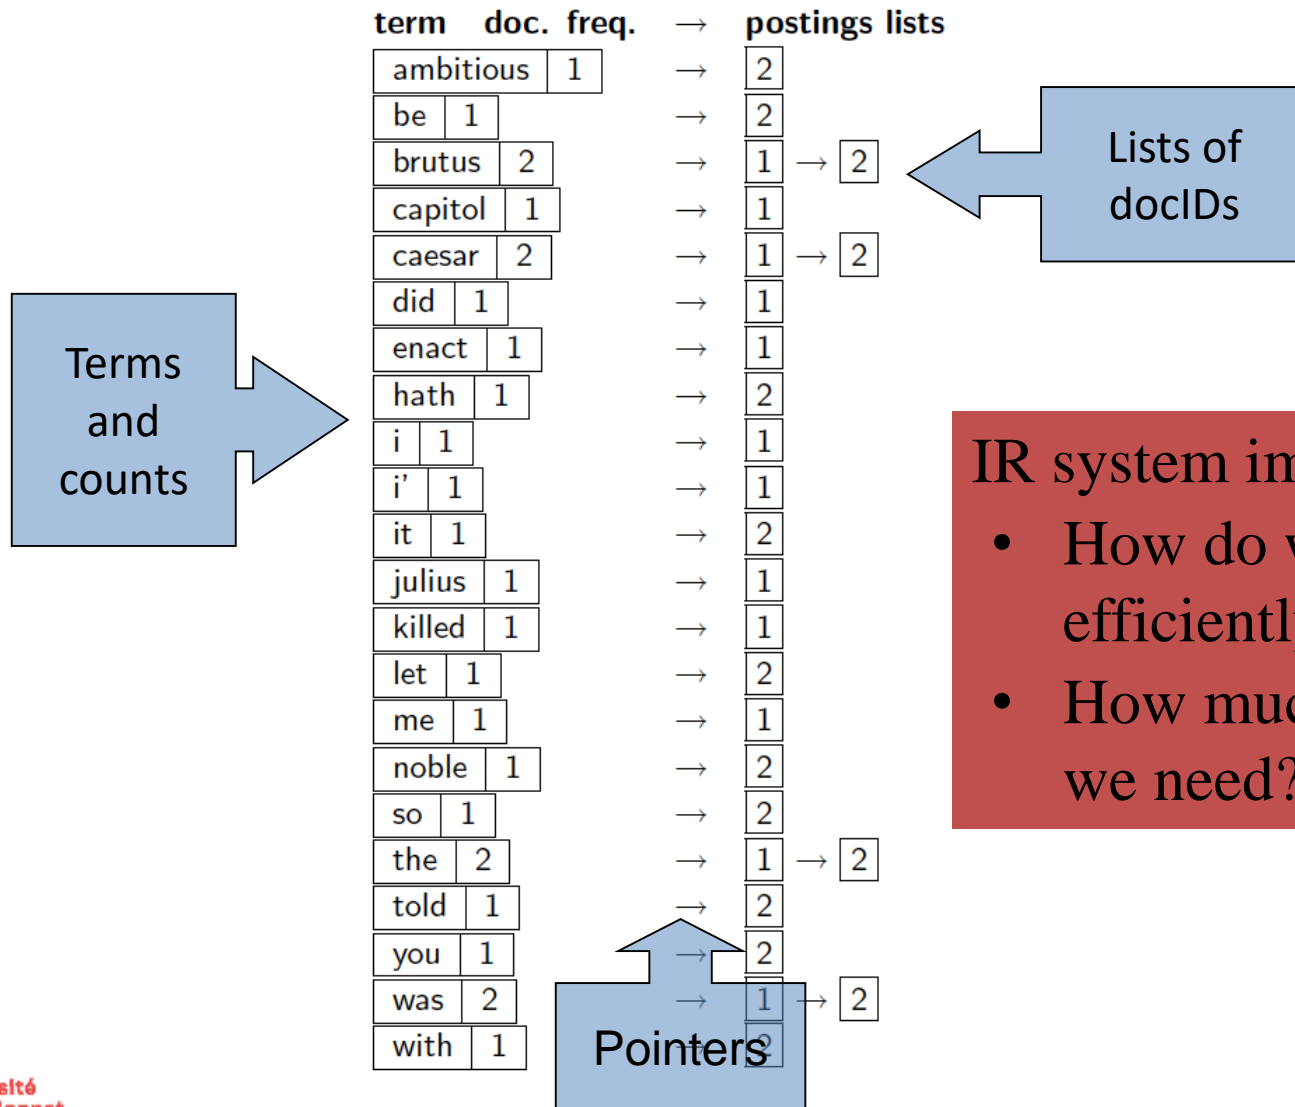 term doc. freq. → postings lists
ambitious 1 → 2
be 1 → 2
brutus 2 → 1 → 2
capitol 1 → 1
caesar 2 → 1 → 2
did 1 → 1
enact 1 → 1
hath 1 → 2
i 1 → 1
i' 1 → 1
it 1 → 2
julius 1 → 1
killed 1 → 1
let 1 → 2
me 1 → 1
noble 1 → 2
so 1 → 2
the 2 → 1 → 2
told 1 → 2
you 1 → 2
was 2 → 1 → 2
with 1 → 2
Lists of
docIDs
Terms
and
counts
IR system im
• How do w
efficiently
• How muc
we need?
Pointers
sité